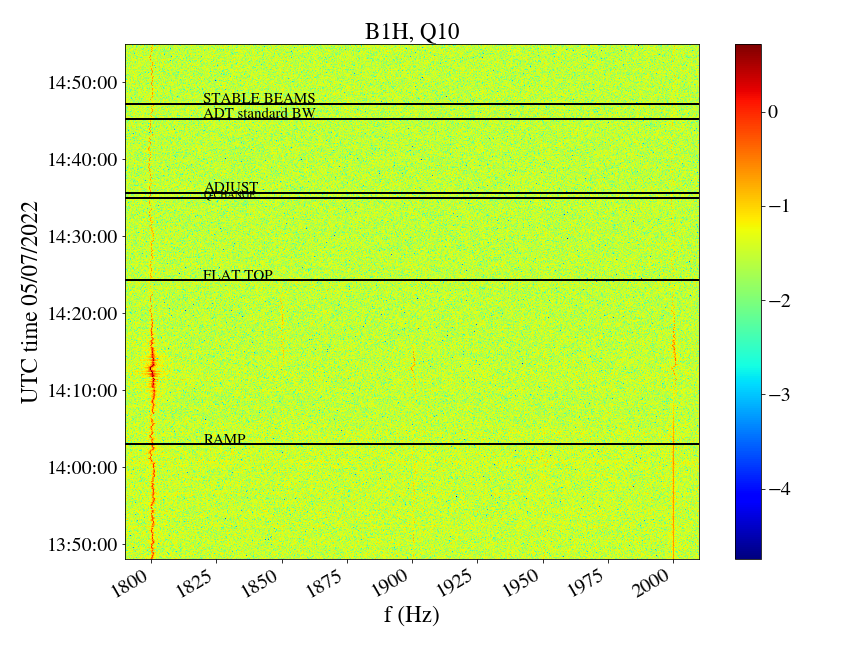 B1H, Q10
14:50:00
STABLE BEAMS
ADT standard BW
14:40:00
ADJUST
Q CHANGE
14:30:00
FLAT TOP
14:20:00
14:10:00
RAMP
14:00:00
13:50:00
UTC time 05/07/2022
1800
1825
1850
1875
1900
1925
1950
1975
2000
f (Hz)
0
−1
−2
−3
−4